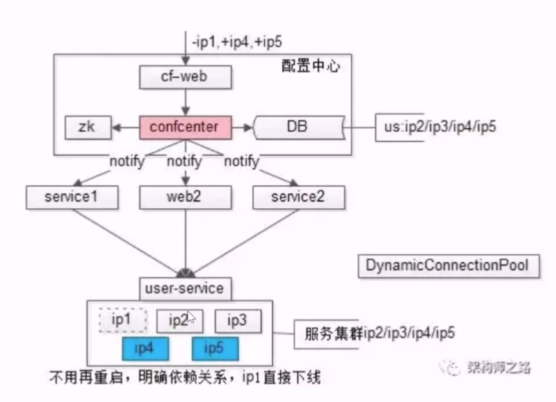 -ip1,+ip4,+ip5
cf-web
配置中心
zk
confcenter
DB
us:ip2/ip3/ip4/ip5
notify
notify
notify
service1
web2
service2
DynamicConnectionPool
user-service
ip1
ip2
ip3
服务集群ip2/ip3/ip4/ip5
ip4
ip5
不用再重启，明确依赖关系，ip1直接下线
架构师之路